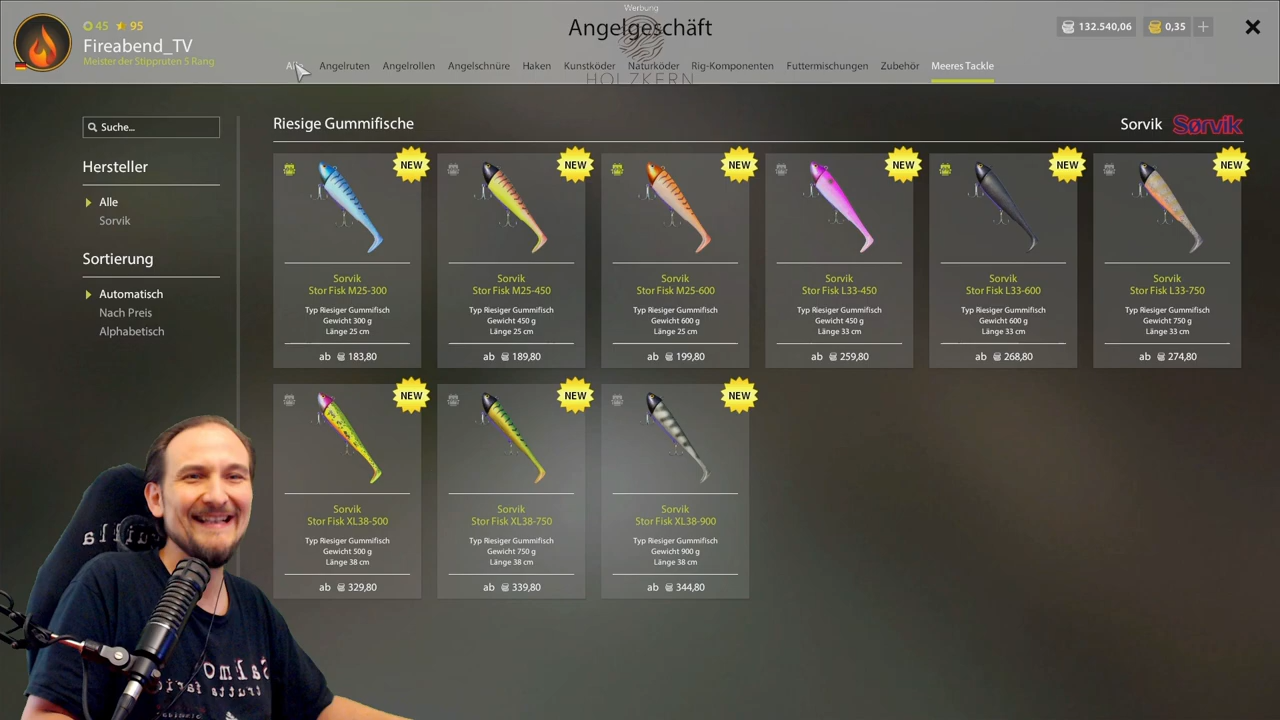 Werbung
45 95
Angelgeschäft
132.540,06 0,35 +
Fireabend_TV
Meister der Stippruten 5 Rang
Alle Angelruten Angelrollen Angelschnüre Haken Kunstköder Naturköder Rig-Komponenten Futtermischungen Zubehör Meeres Tackle
HOLZKERN
Suche...
Riesige Gummifische
Sorvik Sørvik
Hersteller
Alle
Sorvik
Sortierung
Automatisch
Nach Preis
Alphabetisch
NEW NEW NEW NEW NEW NEW
Sorvik
Stor Fisk M25-300
Typ Riesiger Gummifisch
Gewicht 300 g
Länge 25 cm
ab 183,80
Sorvik
Stor Fisk M25-450
Typ Riesiger Gummifisch
Gewicht 450 g
Länge 25 cm
ab 189,80
Sorvik
Stor Fisk M25-600
Typ Riesiger Gummifisch
Gewicht 600 g
Länge 25 cm
ab 199,80
Sorvik
Stor Fisk L33-450
Typ Riesiger Gummifisch
Gewicht 450 g
Länge 33 cm
ab 259,80
Sorvik
Stor Fisk L33-600
Typ Riesiger Gummifisch
Gewicht 600 g
Länge 33 cm
ab 268,80
Sorvik
Stor Fisk L33-750
Typ Riesiger Gummifisch
Gewicht 750 g
Länge 33 cm
ab 274,80
NEW NEW NEW
Sorvik
Stor Fisk XL38-500
Typ Riesiger Gummifisch
Gewicht 500 g
Länge 38 cm
ab 329,80
Sorvik
Stor Fisk XL38-750
Typ Riesiger Gummifisch
Gewicht 750 g
Länge 38 cm
ab 339,80
Sorvik
Stor Fisk XL38-900
Typ Riesiger Gummifisch
Gewicht 900 g
Länge 38 cm
ab 344,80
Salmo
trutta fario